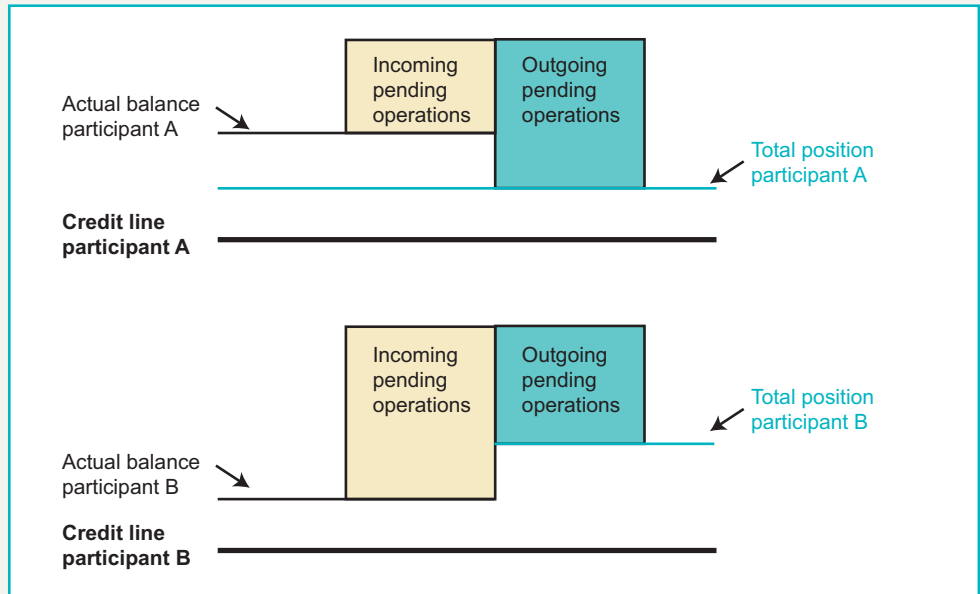 Incoming
pending
operations
Outgoing
pending
operations
Actual balance
participant A
Total position
participant A
Credit line
participant A
Incoming
pending
operations
Outgoing
pending
operations
Total position
participant B
Actual balance
participant B
Credit line
participant B